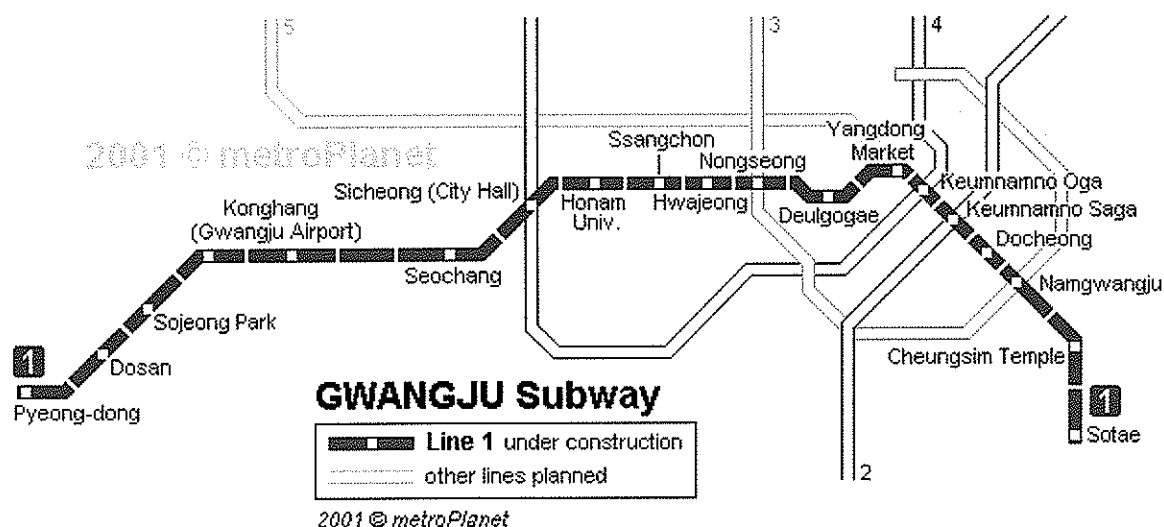 5
3
4
2001 © metroPlanet
Ssangchon
Yangdong
Market
Nongseong
Sicheong (City Hall)
Keumnamno Oga
Konghang
(Gwangju Airport)
Honam
Univ.
Hwajeong
Deulgogae
Keumnamno Saga
Docheong
Seochang
Namgwangju
Sojeong Park
Cheungsim Temple
1
Dosan
Pyeong-dong
1
Sotae
2
GWANGJU Subway
Line 1 under construction
other lines planned
2001 © metroPlanet